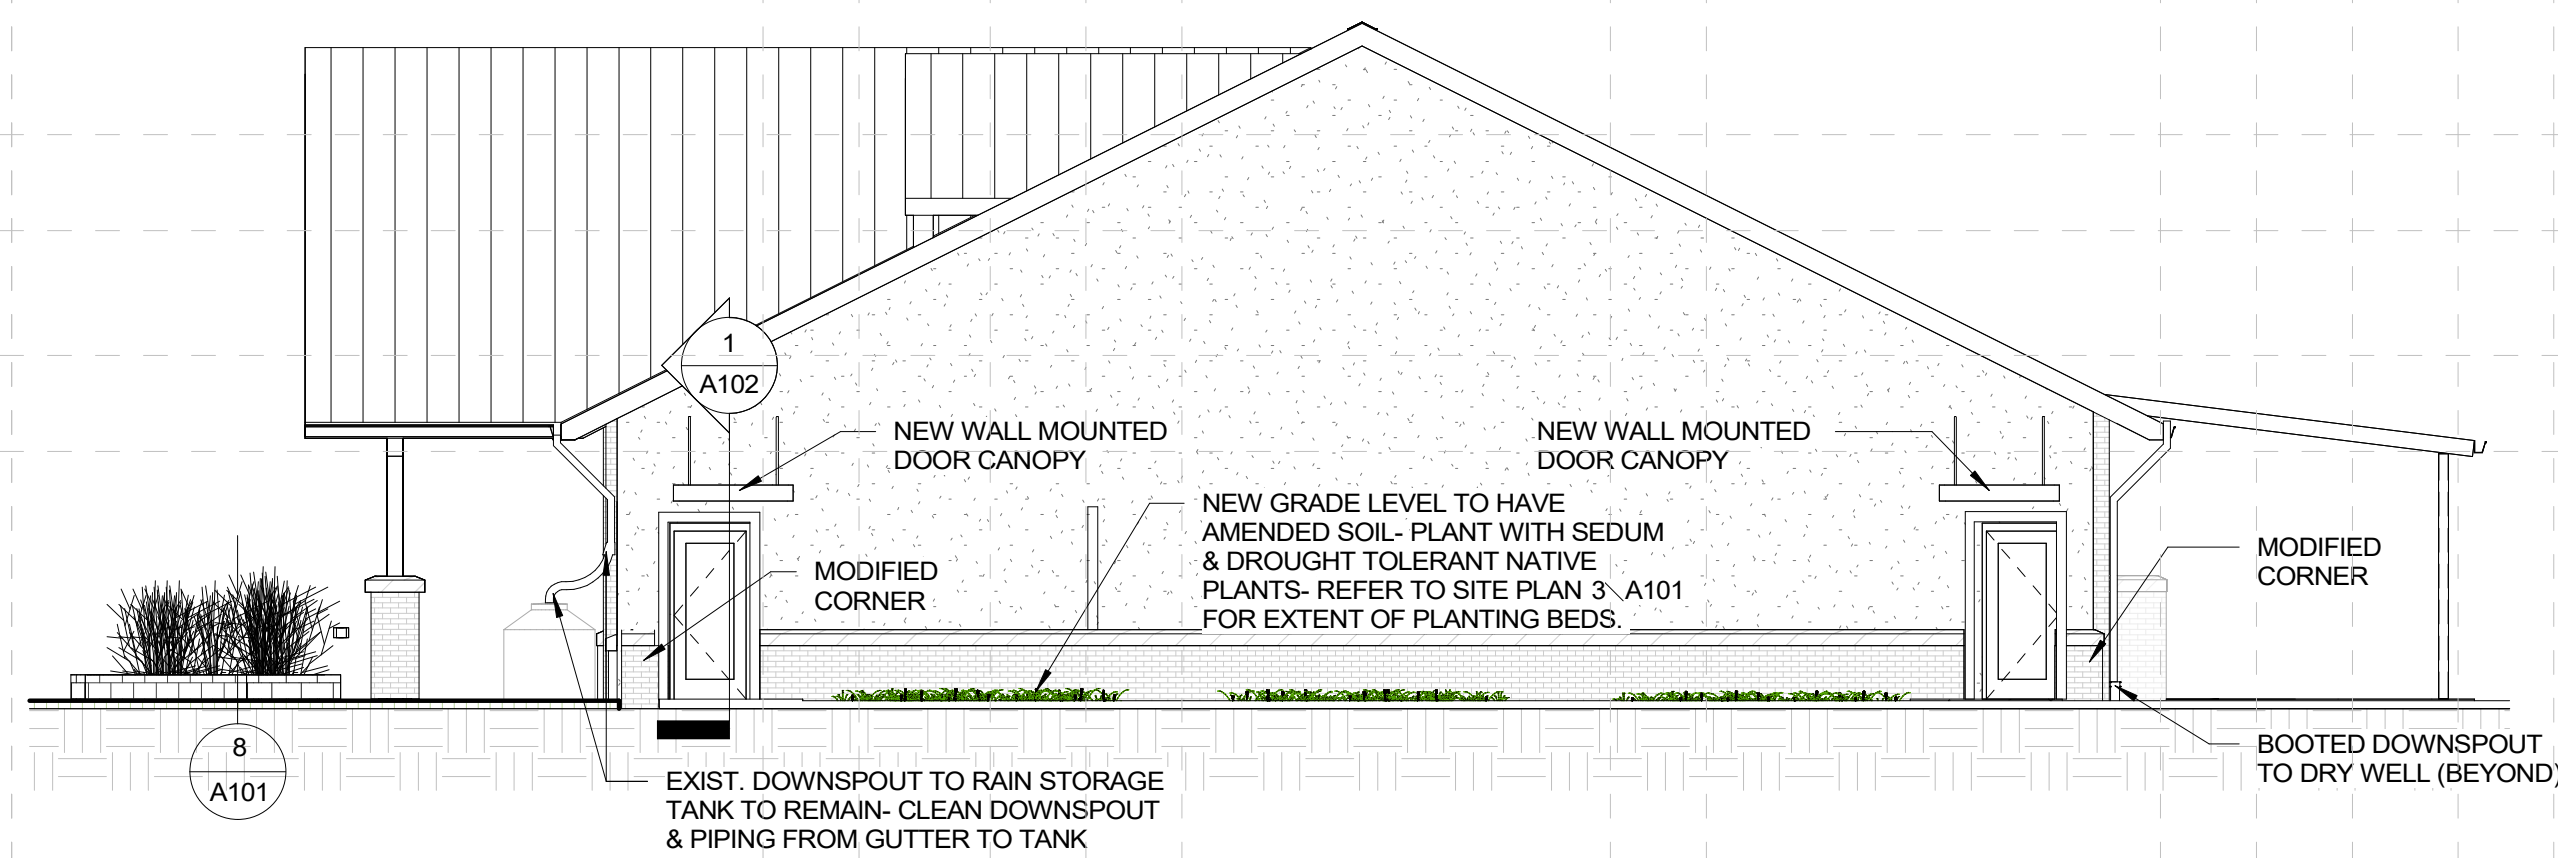 1
A102
NEW WALL MOUNTED
DOOR CANOPY
NEW WALL MOUNTED
DOOR CANOPY
NEW GRADE LEVEL TO HAVE
AMENDED SOIL- PLANT WITH SEDUM
& DROUGHT TOLERANT NATIVE
PLANTS- REFER TO SITE PLAN 3\A101
FOR EXTENT OF PLANTING BEDS.
MODIFIED
CORNER
MODIFIED
CORNER
8
A101
EXIST. DOWNSPOUT TO RAIN STORAGE
TANK TO REMAIN- CLEAN DOWNSPOUT
& PIPING FROM GUTTER TO TANK
BOOTED DOWNSPOUT
TO DRY WELL (BEYOND)